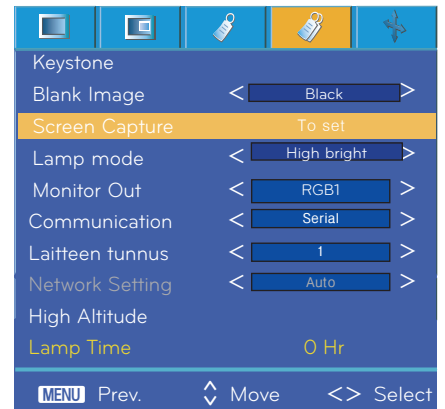 Keystone
Blank Image < Black >
Screen Capture To set
Lamp mode < High bright >
Monitor Out < RGB1 >
Communication < Serial >
Laitteen tunnus < 1 >
Network Setting < Auto >
High Altitude
Lamp Time 0 Hr
MENU Prev. Move <> Select